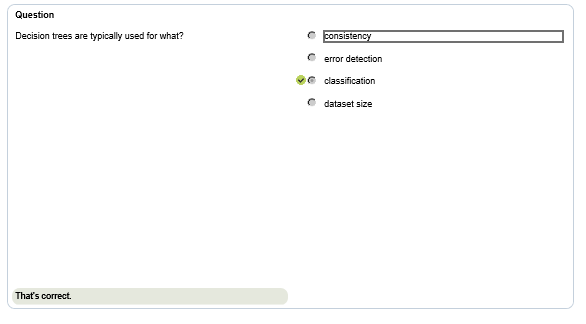 Question
Decision trees are typically used for what?
consistency
error detection
classification
dataset size
That's correct.